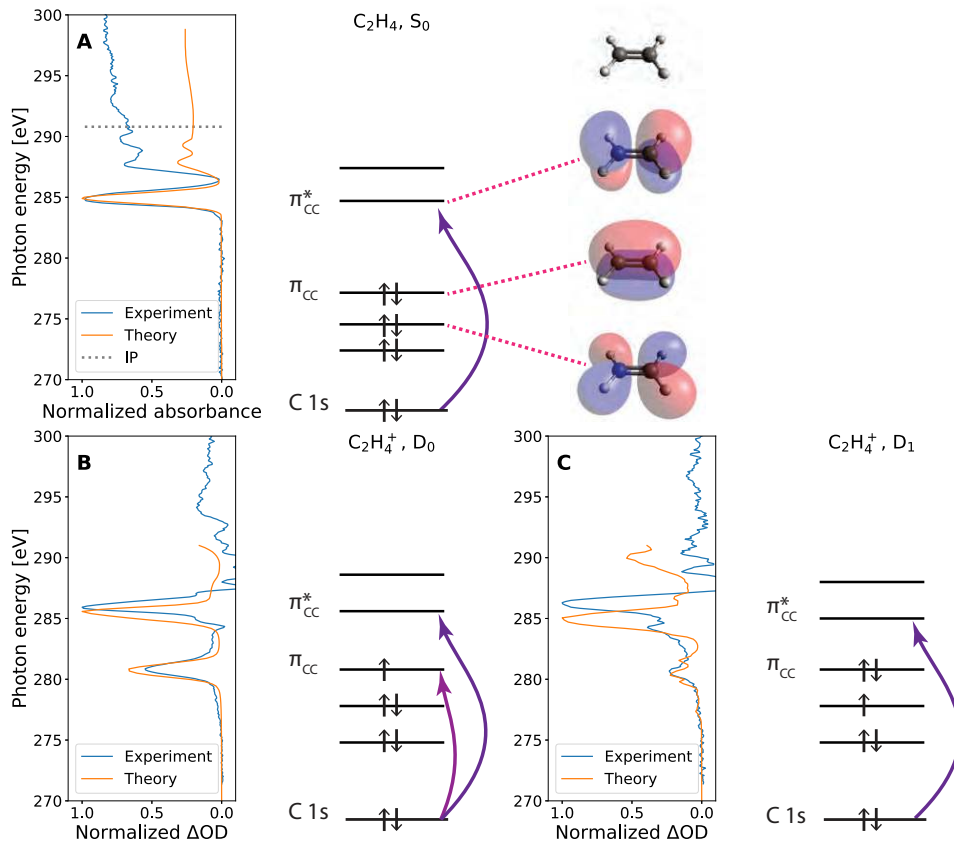 A
C₂H₄, S₀
Photon energy [eV]
300
295
290
285
280
275
270
Experiment
Theory
IP
1.0
0.5
0.0
Normalized absorbance
π*CC
πCC
C 1s
B
C₂H₄⁺, D₀
Photon energy [eV]
300
295
290
285
280
275
270
Experiment
Theory
1.0
0.5
0.0
Normalized ΔOD
π*CC
πCC
C 1s
C
C₂H₄⁺, D₁
300
295
290
285
280
275
270
Experiment
Theory
1.0
0.5
0.0
Normalized ΔOD
π*CC
πCC
C 1s